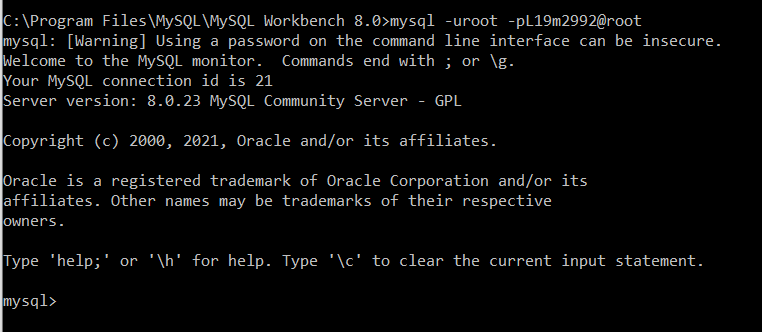 C:\Program Files\MySQL\MySQL Workbench 8.0>mysql -uroot -pL19m2992@root
mysql: [Warning] Using a password on the command line interface can be insecure.
Welcome to the MySQL monitor.  Commands end with ; or \g.
Your MySQL connection id is 21
Server version: 8.0.23 MySQL Community Server - GPL
Copyright (c) 2000, 2021, Oracle and/or its affiliates.
Oracle is a registered trademark of Oracle Corporation and/or its
affiliates. Other names may be trademarks of their respective
owners.
Type 'help;' or '\h' for help. Type '\c' to clear the current input statement.
mysql>